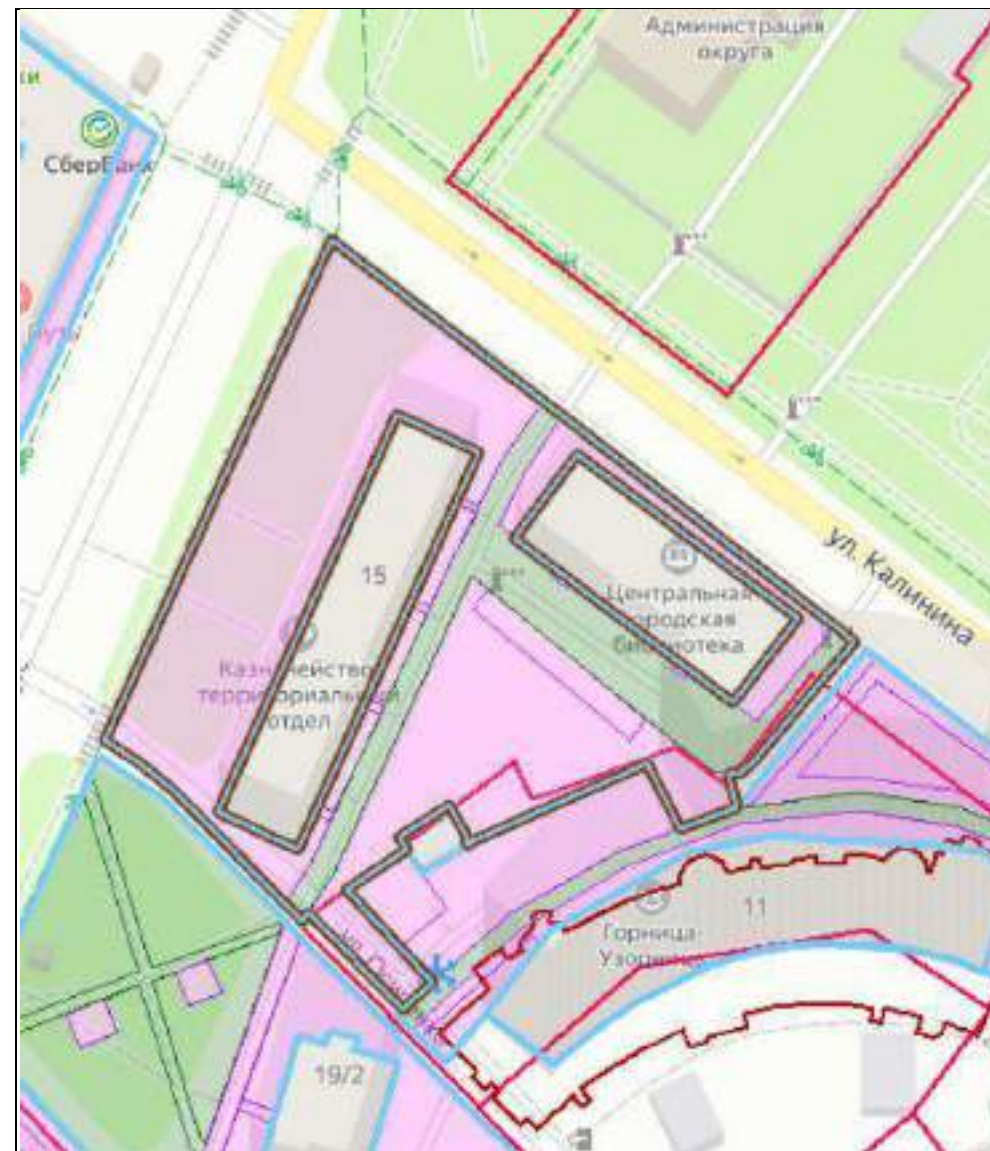 Администрация
округа
СберБанк
ул. Калинина
15
Центральная
городская
библиотека
Казначейство
территориальный
отдел
11
Горница-
19/2